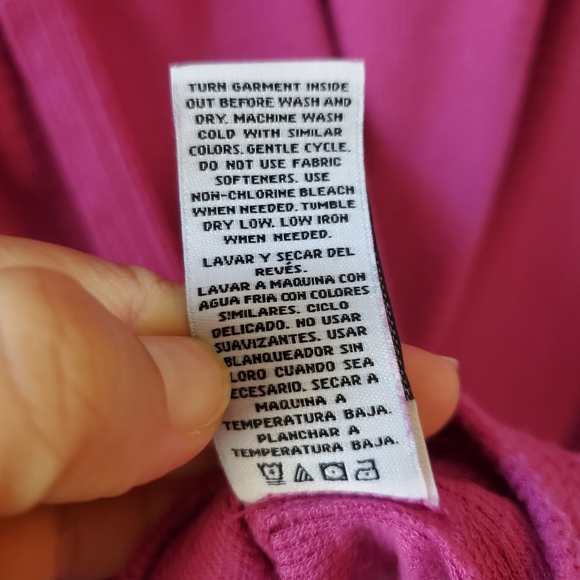 TURN GARMENT INSIDE
OUT BEFORE WASH AND
DRY. MACHINE WASH
COLD WITH SIMILAR
COLORS. GENTLE CYCLE.
DO NOT USE FABRIC
SOFTENERS. USE
NON-CHLORINE BLEACH
WHEN NEEDED. TUMBLE
DRY LOW. LOW IRON
WHEN NEEDED.
LAVAR Y SECAR DEL
REVÉS.
LAVAR A MAQUINA CON
AGUA FRIA CON COLORES
SIMILARES. CICLO
DELICADO. NO USAR
SUAVIZANTES. USAR
BLANQUEADOR SIN
LORO CUANDO SEA
ECESARIO. SECAR A
MAQUINA A
TEMPERATURA BAJA.
PLANCHAR A
TEMPERATURA BAJA.